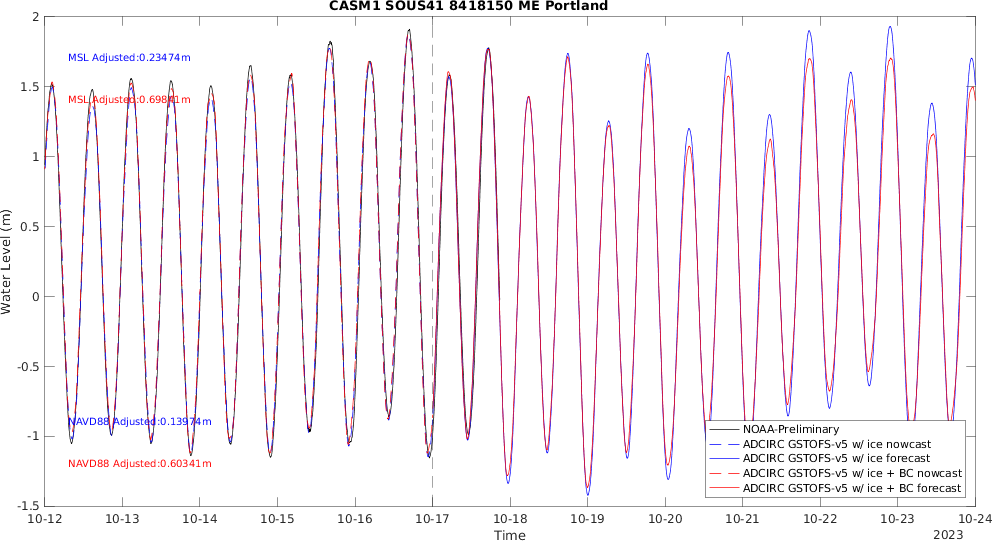 CASM1 SOUS41 8418150 ME Portland
2
1.5
1
0.5
0
-0.5
-1
-1.5
Water Level (m)
MSL Adjusted:0.23474m
MSL Adjusted:0.69841m
NAVD88 Adjusted:0.13974m
NAVD88 Adjusted:0.60341m
NOAA-Preliminary
ADCIRC GSTOFS-v5 w/ ice nowcast
ADCIRC GSTOFS-v5 w/ ice forecast
ADCIRC GSTOFS-v5 w/ ice + BC nowcast
ADCIRC GSTOFS-v5 w/ ice + BC forecast
10-12 10-13 10-14 10-15 10-16 10-17 10-18 10-19 10-20 10-21 10-22 10-23 10-24
Time
2023